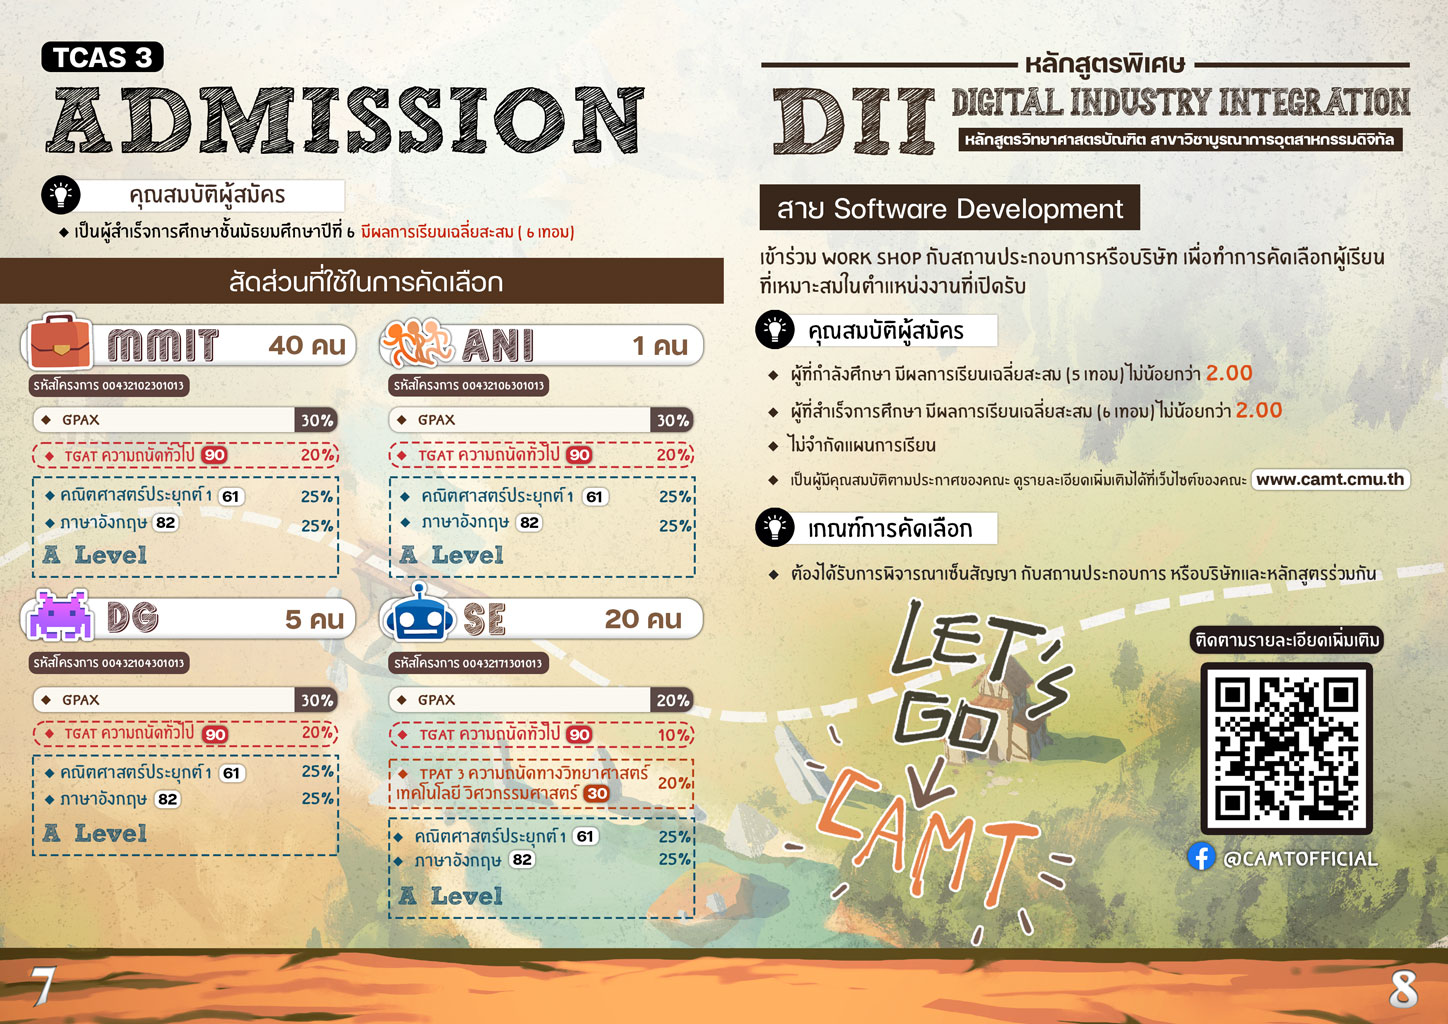 TCAS 3
ADMISSION
คุณสมบัติผู้สมัคร
เป็นผู้สำเร็จการศึกษาชั้นมัธยมศึกษาปีที่ 6 มีผลการเรียนเฉลี่ยสะสม ( 6 เทอม)
สัดส่วนที่ใช้ในการคัดเลือก
MMIT 40 คน
รหัสโครงการ 00432102301013
GPAX 30%
TGAT ความถนัดทั่วไป 90 20%
คณิตศาสตร์ประยุกต์ 1 61 25%
ภาษาอังกฤษ 82 25%
A Level
ANI 1 คน
รหัสโครงการ 00432106301013
GPAX 30%
TGAT ความถนัดทั่วไป 90 20%
คณิตศาสตร์ประยุกต์ 1 61 25%
ภาษาอังกฤษ 82 25%
A Level
DG 5 คน
รหัสโครงการ 00432104301013
GPAX 30%
TGAT ความถนัดทั่วไป 90 20%
คณิตศาสตร์ประยุกต์ 1 61 25%
ภาษาอังกฤษ 82 25%
A Level
SE 20 คน
รหัสโครงการ 00432171301013
GPAX 20%
TGAT ความถนัดทั่วไป 90 10%
TPAT 3 ความถนัดทางวิทยาศาสตร์
เทคโนโลยี วิศวกรรมศาสตร์ 30 20%
คณิตศาสตร์ประยุกต์ 1 61 25%
ภาษาอังกฤษ 82 25%
A Level
7
หลักสูตรพิเศษ
DII DIGITAL INDUSTRY INTEGRATION
หลักสูตรวิทยาศาสตรบัณฑิต สาขาวิชาบูรณาการอุตสาหกรรมดิจิทัล
สาย Software Development
เข้าร่วม WORK SHOP กับสถานประกอบการหรือบริษัท เพื่อทำการคัดเลือกผู้เรียน
ที่เหมาะสมในตำแหน่งงานที่เปิดรับ
คุณสมบัติผู้สมัคร
ผู้ที่กำลังศึกษา มีผลการเรียนเฉลี่ยสะสม (5 เทอม) ไม่น้อยกว่า 2.00
ผู้ที่สำเร็จการศึกษา มีผลการเรียนเฉลี่ยสะสม (6 เทอม) ไม่น้อยกว่า 2.00
ไม่จำกัดแผนการเรียน
เป็นผู้มีคุณสมบัติตามประกาศของคณะ ดูรายละเอียดเพิ่มเติมได้ที่เว็บไซต์ของคณะ www.camt.cmu.th
เกณฑ์การคัดเลือก
ต้องได้รับการพิจารณาเซ็นสัญญา กับสถานประกอบการ หรือบริษัทและหลักสูตรร่วมกัน
LET'S
GO
CAMT
ติดตามรายละเอียดเพิ่มเติม
@CAMTOFFICIAL
8